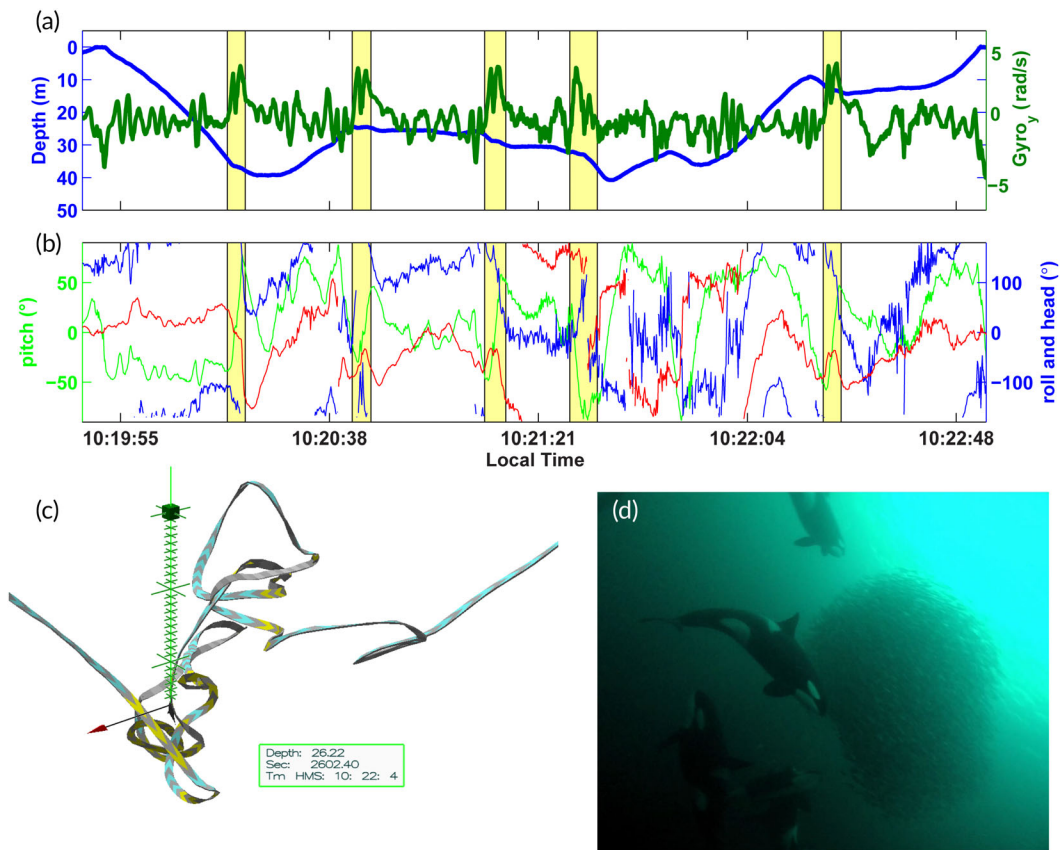 (a)
0
10
20
30
40
50
Depth (m)
5
0
−5
Gyro_y (rad/s)
(b)
50
0
−50
pitch (°)
100
0
−100
roll and head (°)
10:19:55 10:20:38 10:21:21 10:22:04 10:22:48
Local Time
(c)
Depth: 26.22
Sec: 2602.40
Tm HMS: 10: 22: 4
(d)